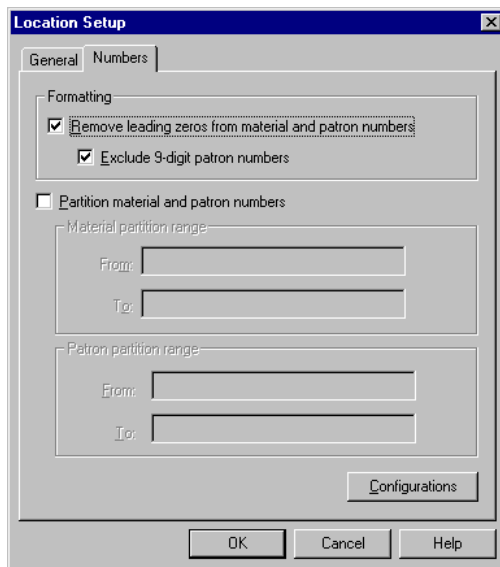 Location Setup
General
Numbers
Formatting
Remove leading zeros from material and patron numbers
Exclude 9-digit patron numbers
Partition material and patron numbers
Material partition range
From:
To:
Patron partition range
From:
To:
Configurations
OK
Cancel
Help